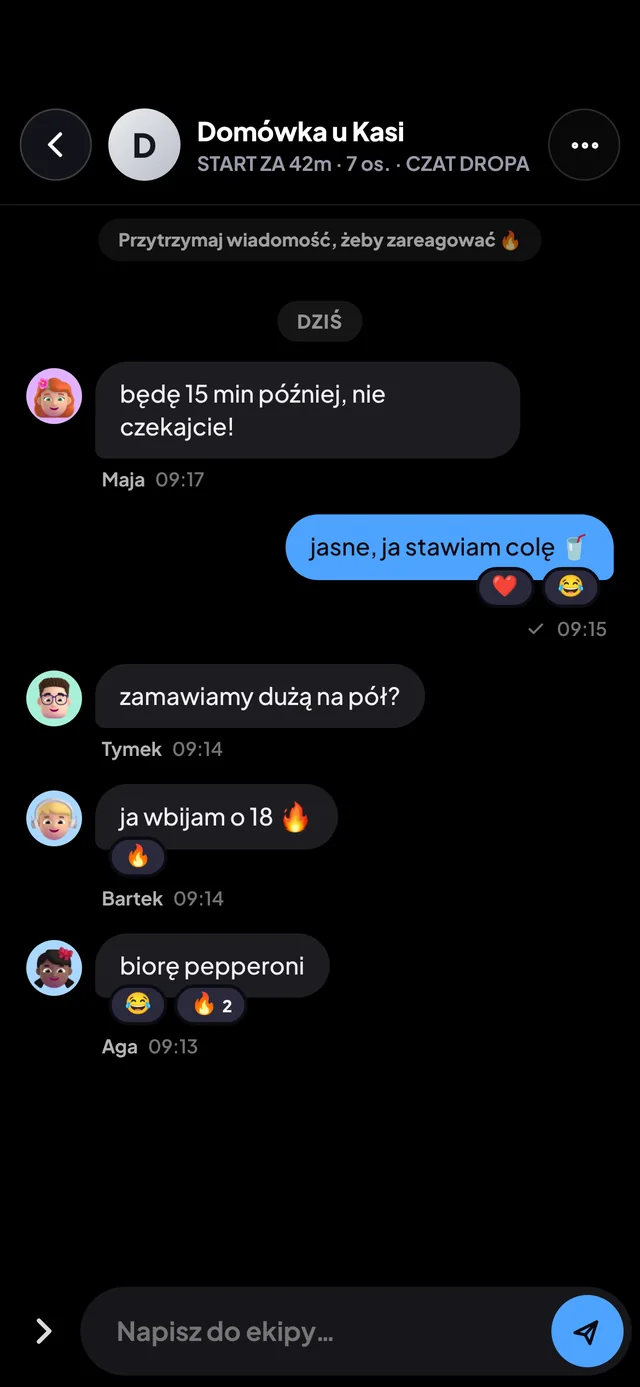 D
Domówka u Kasi
START ZA 42m · 7 os. · CZAT DROPA
Przytrzymaj wiadomość, żeby zareagować 🔥
DZIŚ
będę 15 min później, nie
czekajcie!
Maja 09:17
jasne, ja stawiam colę 🥤
❤️ 😂
09:15
zamawiamy dużą na pół?
Tymek 09:14
ja wbijam o 18 🔥
🔥
Bartek 09:14
biorę pepperoni
😂 🔥 2
Aga 09:13
Napisz do ekipy...